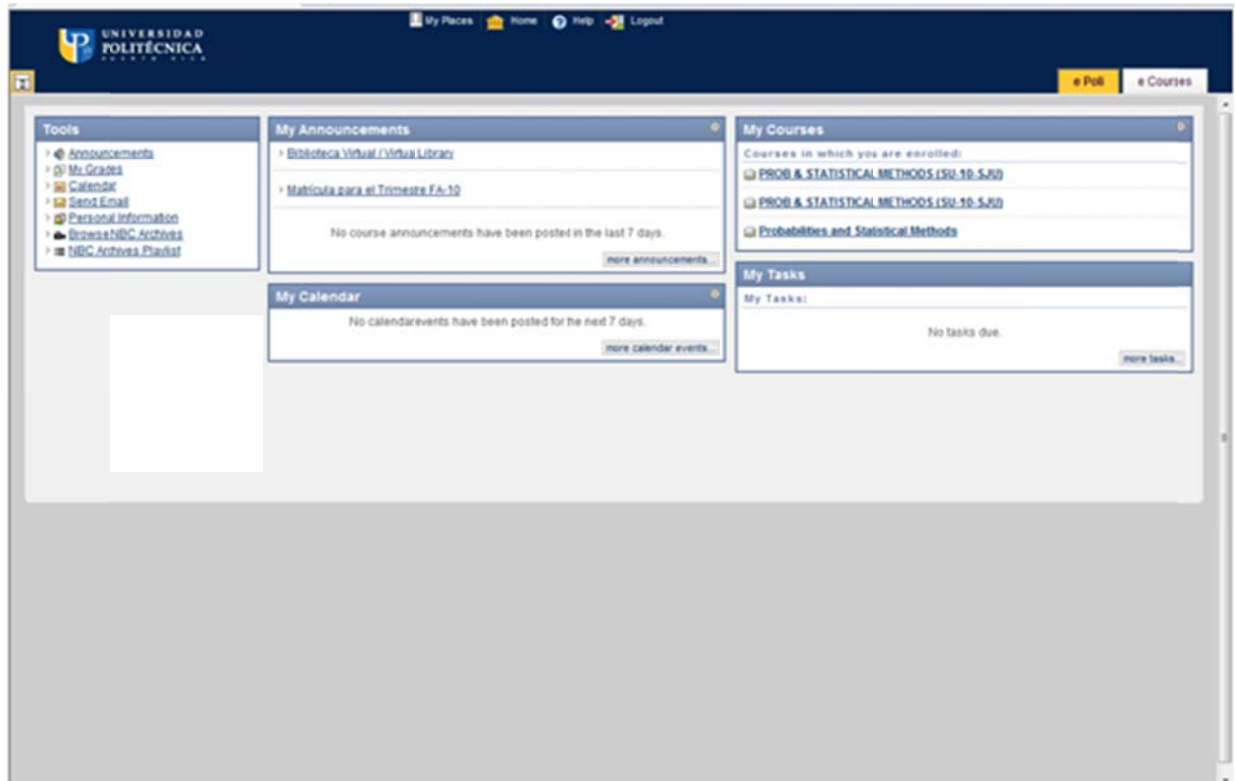 My Places Home Help Logout
UNIVERSIDAD
POLITÉCNICA
PUERTO RICO
e Poli e Courses
Tools
Announcements
My Grades
Calendar
Send Email
Personal Information
Browse NBC Archives
NBC Archives Playlist
My Announcements
Biblioteca Virtual / Virtua Library
Matrícula para el Trimestre FA-10
No course announcements have been posted in the last 7 days.
more announcements...
My Calendar
No calendarevents have been posted for the next 7 days.
more calendar events...
My Courses
Courses in which you are enrolled:
PROB & STATISTICAL METHODS (SU-10-SJU)
PROB & STATISTICAL METHODS (SU-10-SJU)
Probabilities and Statistical Methods
My Tasks
My Tasks:
No tasks due.
more tasks...